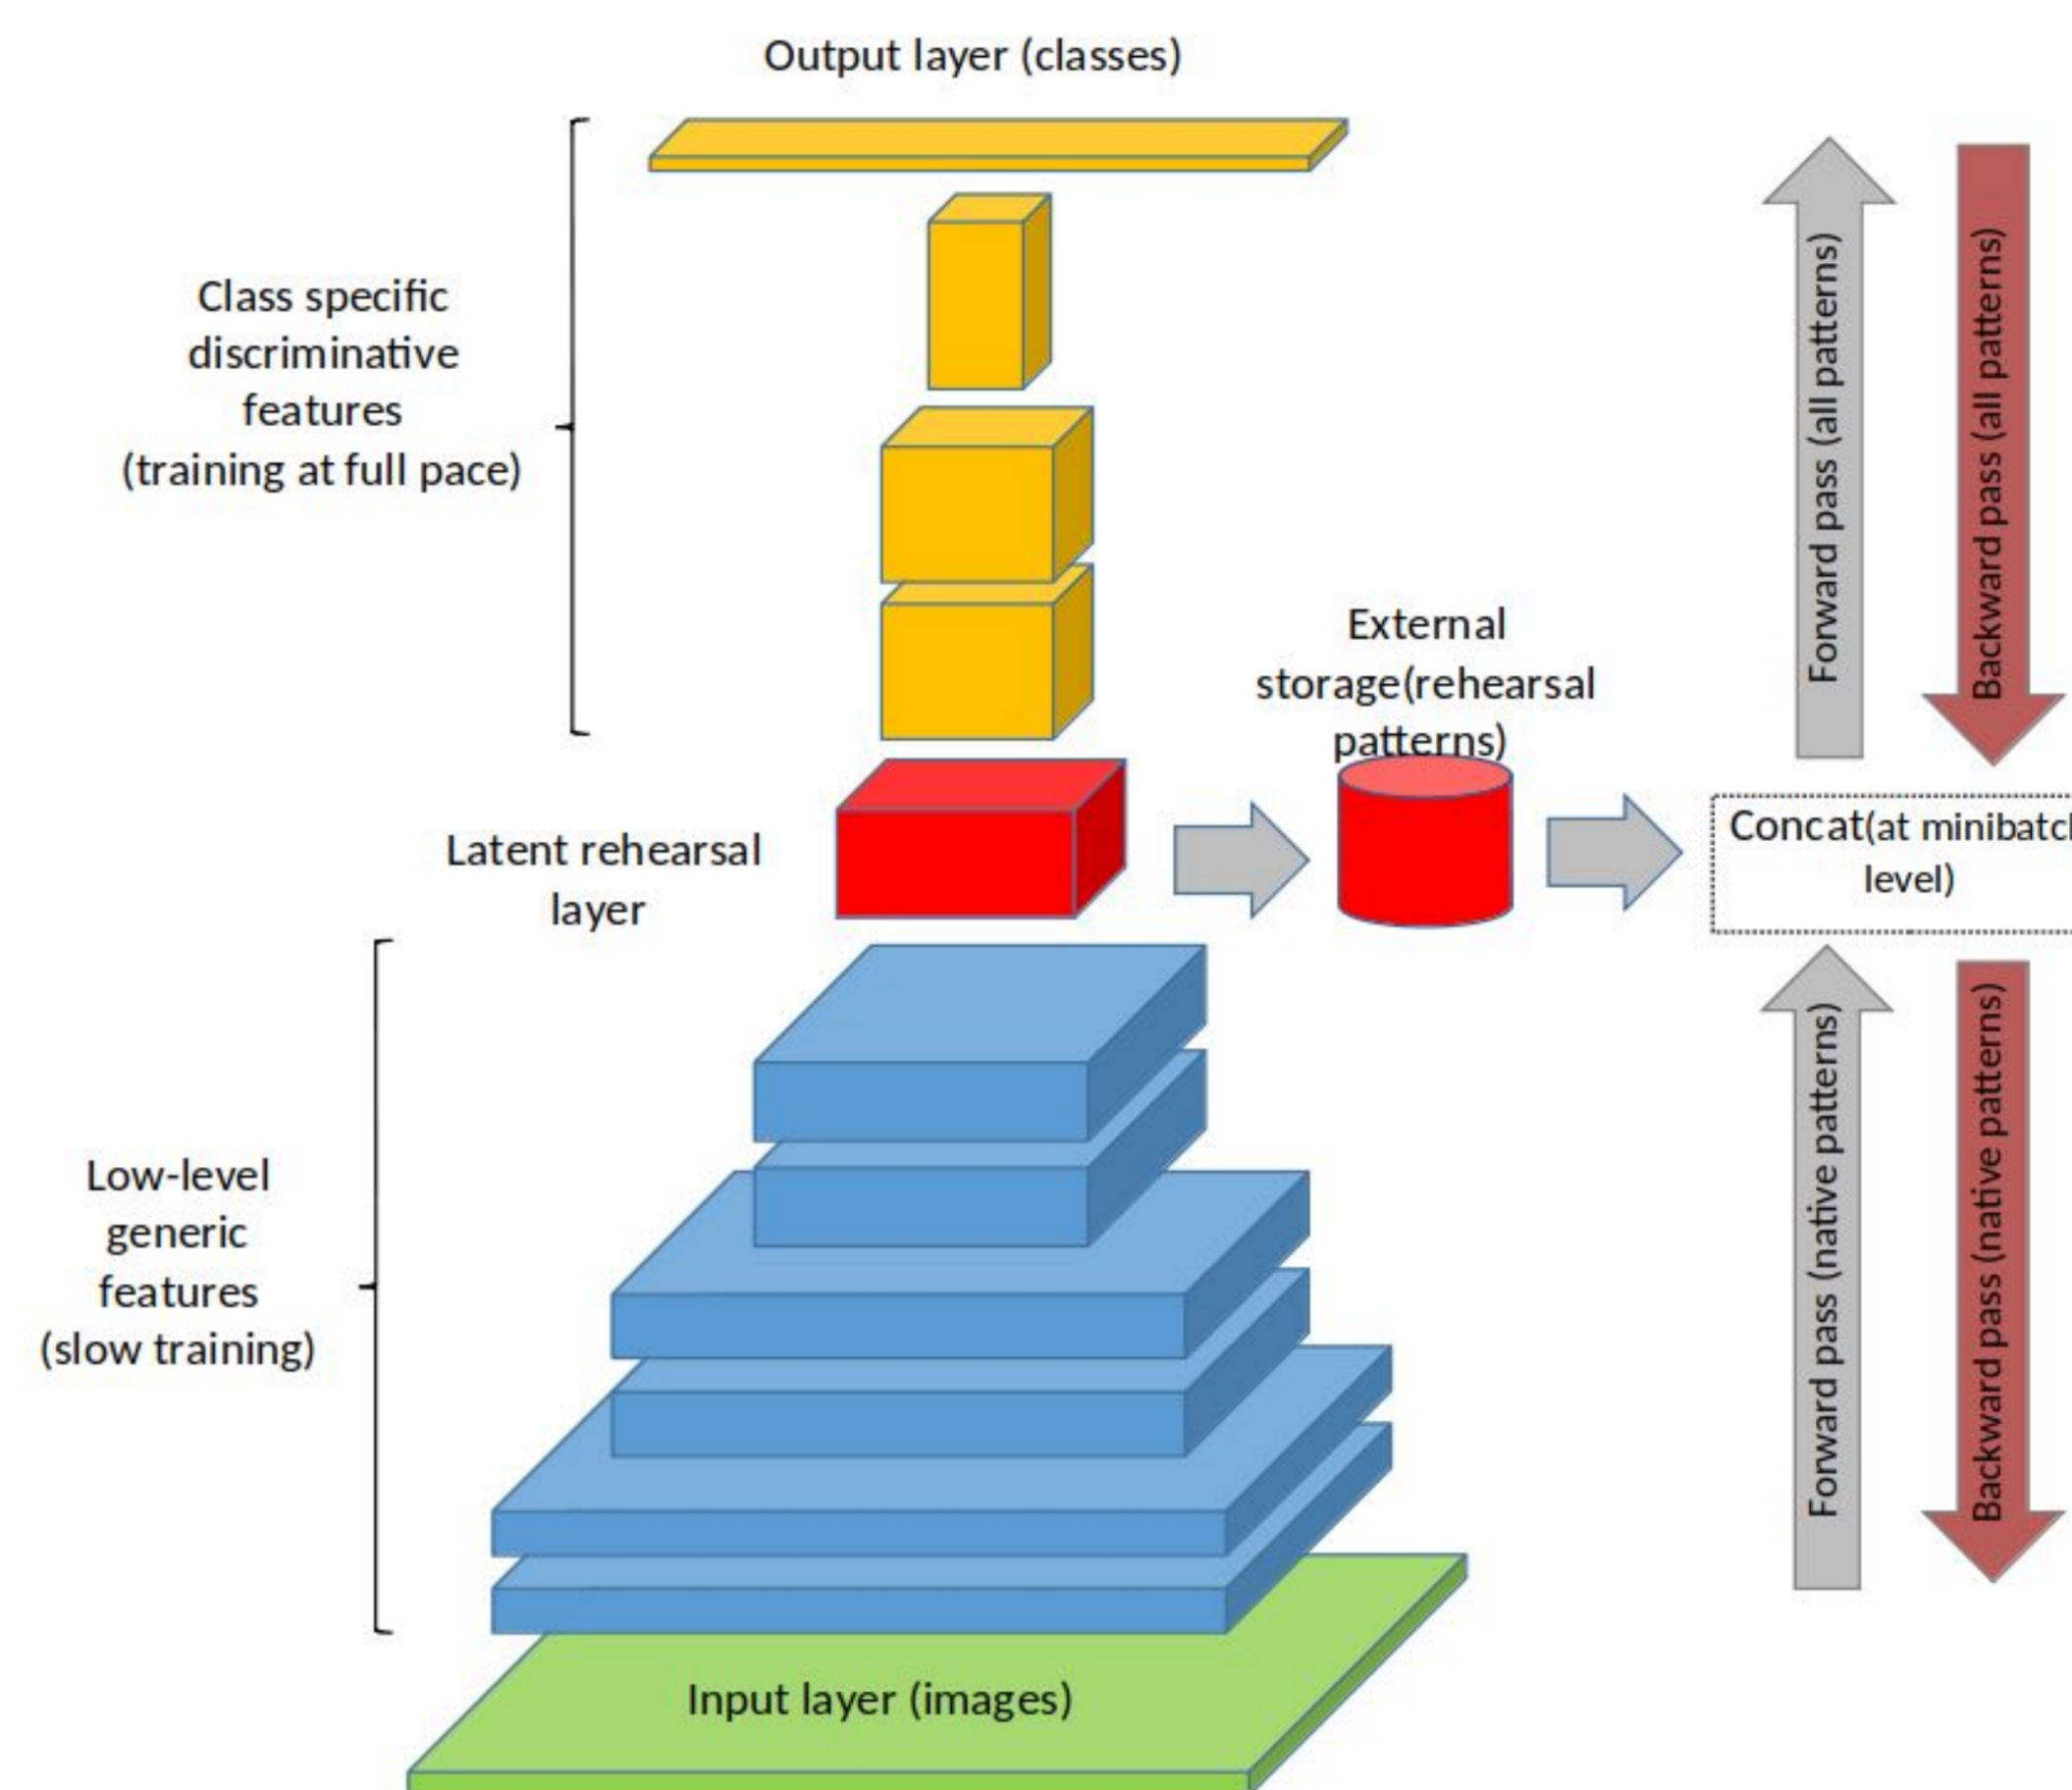 Output layer (classes)
Class specific
discriminative
features
(training at full pace)
Forward pass (all patterns)
Backward pass (all patterns)
External
storage(rehearsal
patterns)
Latent rehearsal
layer
Concat(at minibatch
level)
Low-level
generic
features
(slow training)
Forward pass (native patterns)
Backward pass (native patterns)
Input layer (images)